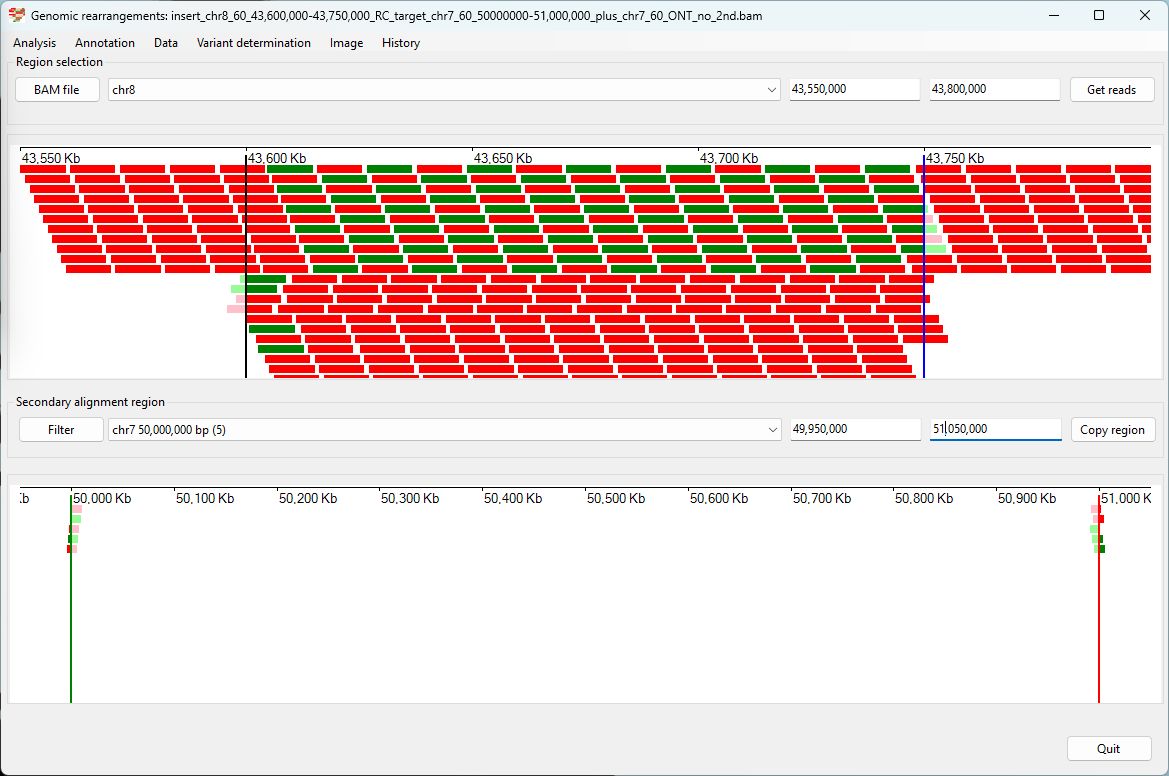 Genomic rearrangements: insert_chr8_60_43,600,000-43,750,000_RC_target_chr7_60_50000000-51,000,000_plus_chr7_60_ONT_no_2nd.bam
Analysis Annotation Data Variant determination Image History
Region selection
BAM file chr8 43,550,000 43,800,000 Get reads
43,550 Kb 43,600 Kb 43,650 Kb 43,700 Kb 43,750 Kb
Secondary alignment region
Filter chr7 50,000,000 bp (5) 49,950,000 51,050,000 Copy region
b 50,000 Kb 50,100 Kb 50,200 Kb 50,300 Kb 50,400 Kb 50,500 Kb 50,600 Kb 50,700 Kb 50,800 Kb 50,900 Kb 51,000 K
Quit